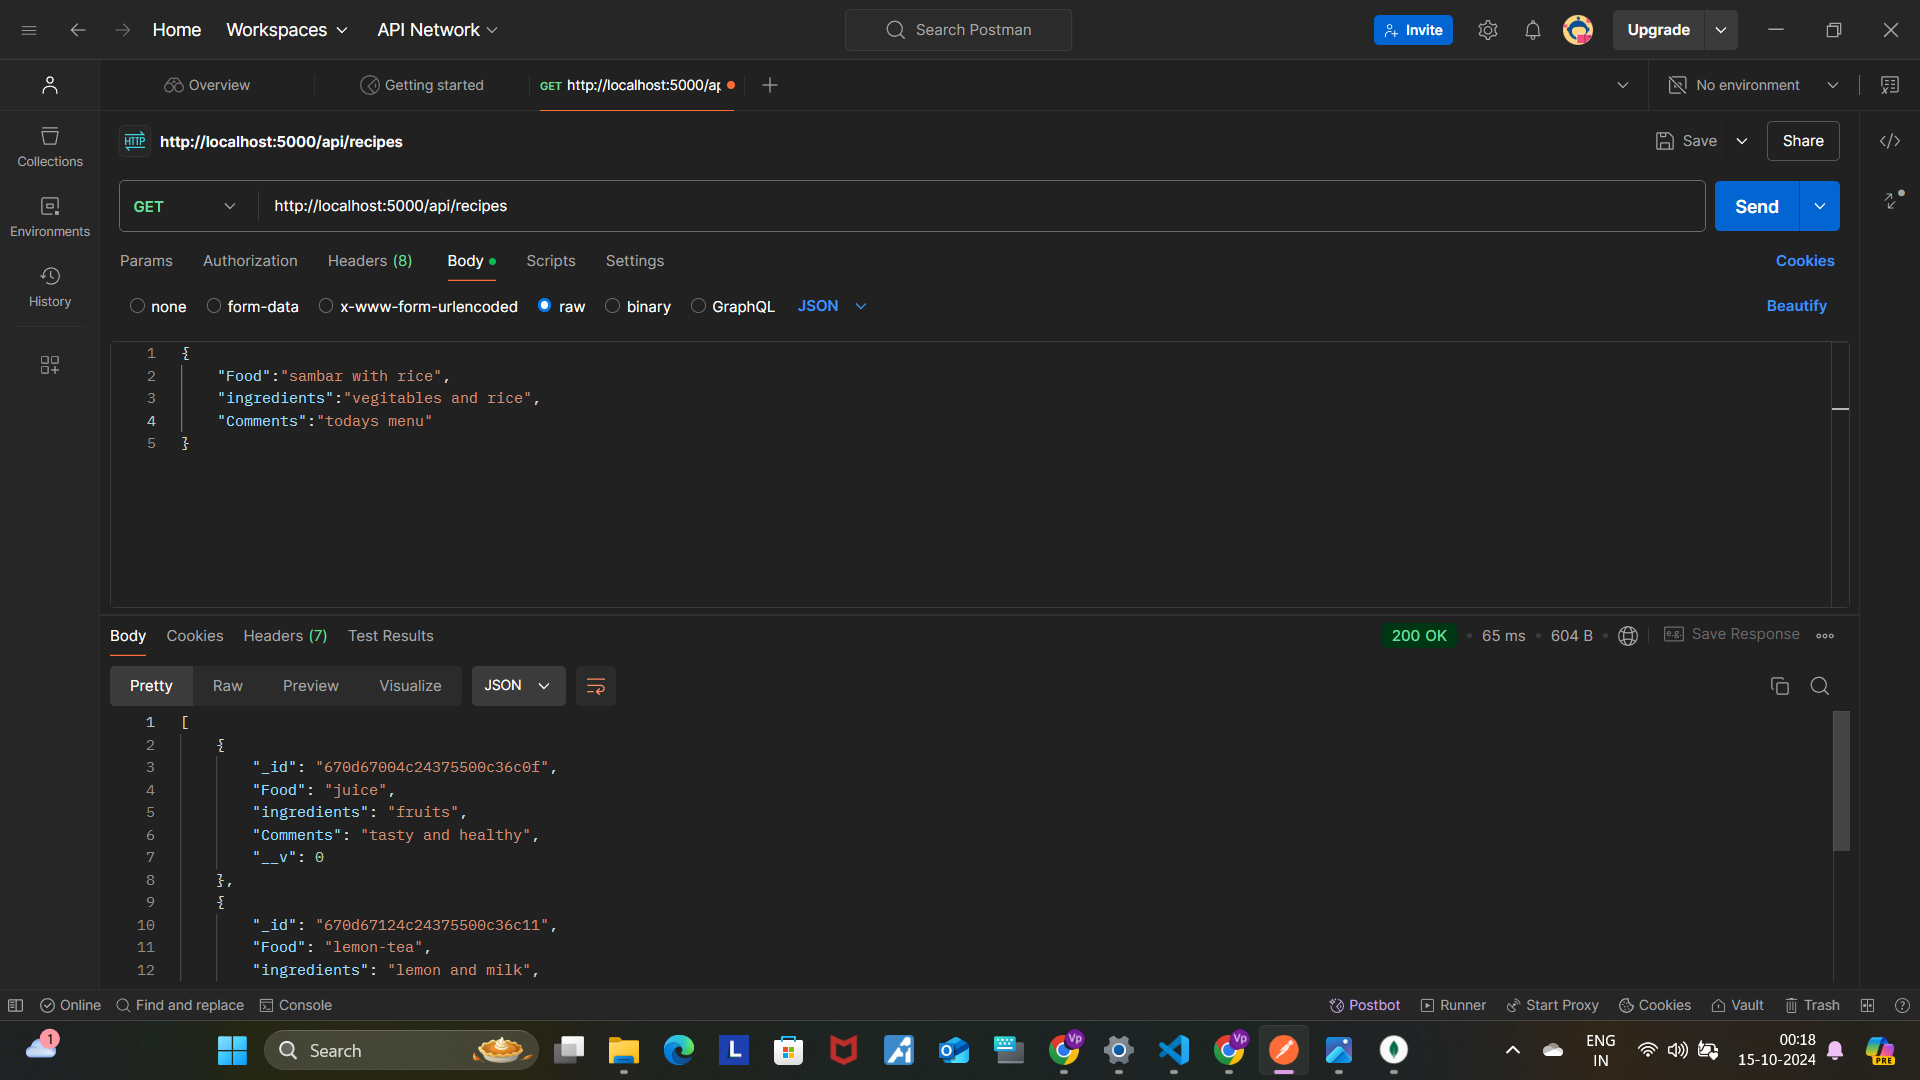 Home Workspaces API Network Search Postman Invite Upgrade
Overview Getting started GET http://localhost:5000/ap No environment
HTTP http://localhost:5000/api/recipes Save Share
Collections
Environments
History
GET http://localhost:5000/api/recipes Send
Params Authorization Headers (8) Body Scripts Settings Cookies
none form-data x-www-form-urlencoded raw binary GraphQL JSON Beautify
1 {
2 "Food":"sambar with rice",
3 "ingredients":"vegitables and rice",
4 "Comments":"todays menu"
5 }
Body Cookies Headers (7) Test Results 200 OK 65 ms 604 B e.g. Save Response
Pretty Raw Preview Visualize JSON
1 [
2 {
3 "_id": "670d67004c24375500c36c0f",
4 "Food": "juice",
5 "ingredients": "fruits",
6 "Comments": "tasty and healthy",
7 "__v": 0
8 },
9 {
10 "_id": "670d67124c24375500c36c11",
11 "Food": "lemon-tea",
12 "ingredients": "lemon and milk",
Online Find and replace Console Postbot Runner Start Proxy Cookies Vault Trash
1 Search L Vp Vp ENG 00:18
IN 15-10-2024 PRE